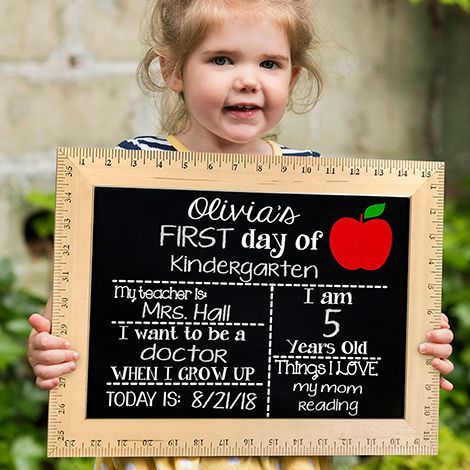 Olivia's
FIRST day of
Kindergarten
My teacher is:
Mrs. Hall
I want to be a
doctor
WHEN I GROW UP
TODAY IS: 8/21/18
I am
5
Years Old
Things I LOVE
my mom
reading